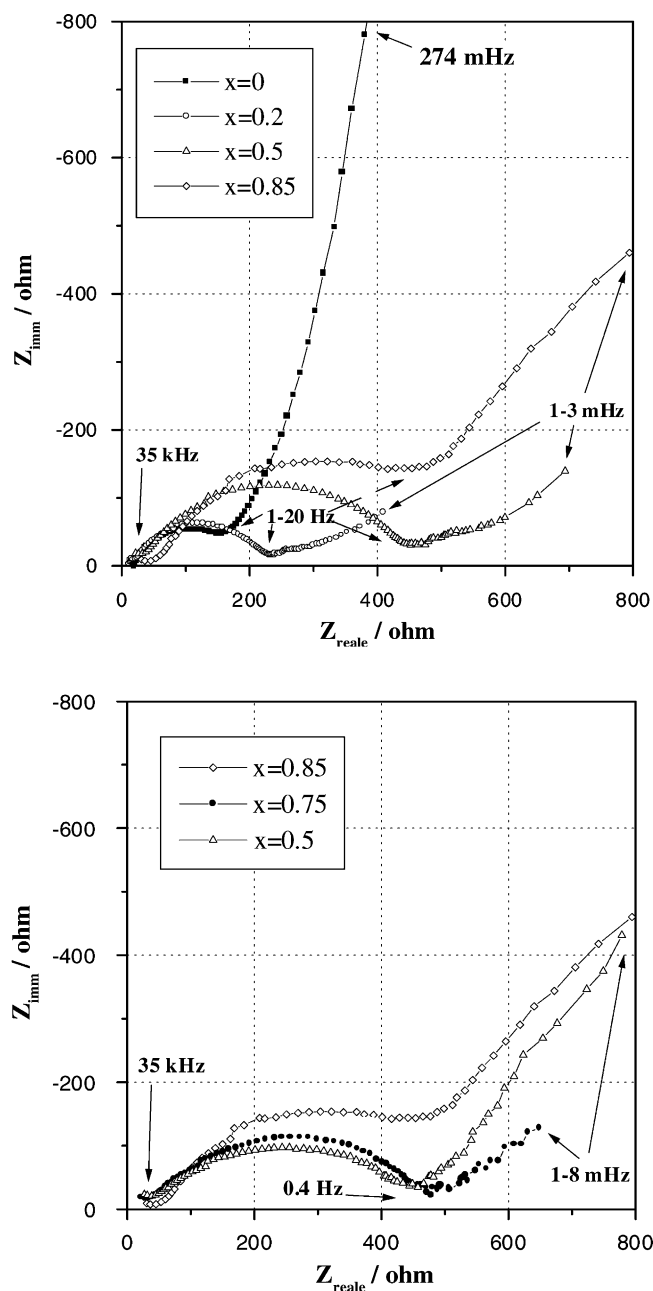 -800
-600
-400
-200
0
Z_imm / ohm
x=0
x=0.2
x=0.5
x=0.85
274 mHz
35 kHz
1-20 Hz
1-3 mHz
0
200
400
600
800
Z_reale / ohm
-800
-600
-400
-200
0
Z_imm / ohm
x=0.85
x=0.75
x=0.5
35 kHz
0.4 Hz
1-8 mHz
0
200
400
600
800
Z_reale / ohm